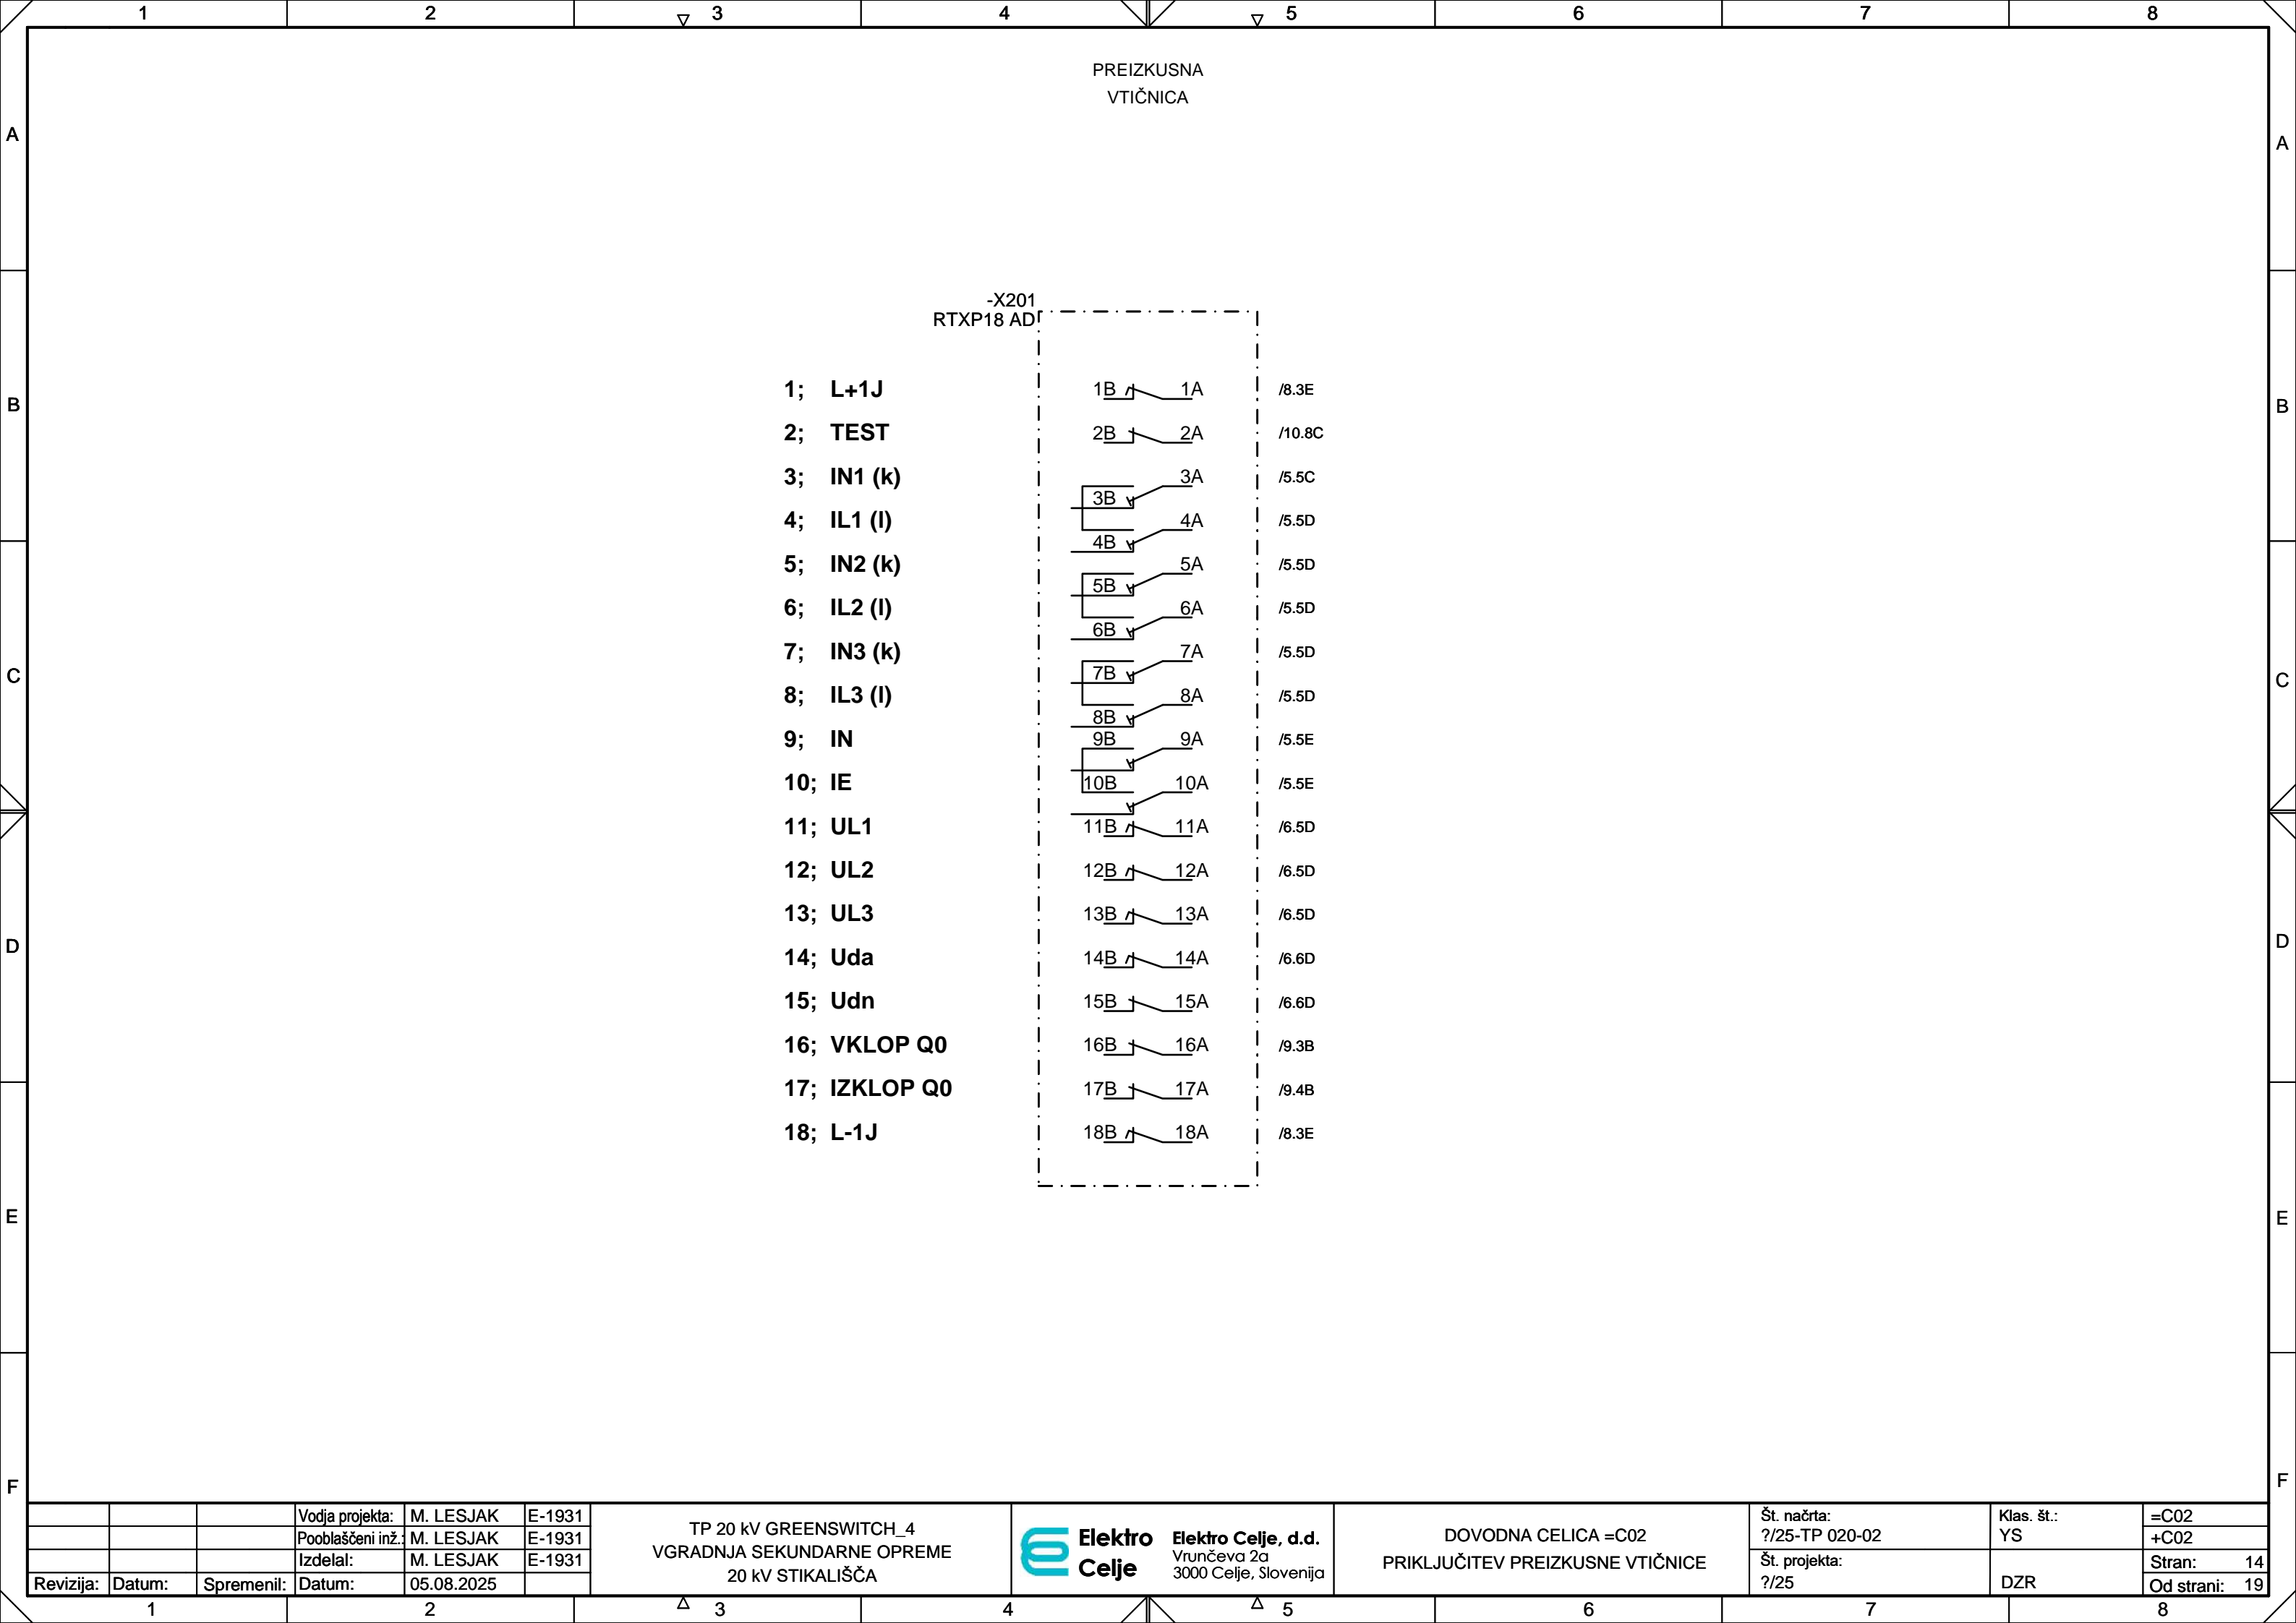 1 2 3 4 5 6 7 8
PREIZKUSNA
VTIČNICA
A A
B B
C C
D D
E E
F F
-X201
RTXP18 AD
1; L+1J 1B 1A /8.3E
2; TEST 2B 2A /10.8C
3; IN1 (k) 3B 3A /5.5C
4; IL1 (l) 4B 4A /5.5D
5; IN2 (k) 5B 5A /5.5D
6; IL2 (l) 6B 6A /5.5D
7; IN3 (k) 7B 7A /5.5D
8; IL3 (l) 8B 8A /5.5D
9; IN 9B 9A /5.5E
10; IE 10B 10A /5.5E
11; UL1 11B 11A /6.5D
12; UL2 12B 12A /6.5D
13; UL3 13B 13A /6.5D
14; Uda 14B 14A /6.6D
15; Udn 15B 15A /6.6D
16; VKLOP Q0 16B 16A /9.3B
17; IZKLOP Q0 17B 17A /9.4B
18; L-1J 18B 18A /8.3E
Vodja projekta: M. LESJAK E-1931
Pooblaščeni inž.: M. LESJAK E-1931
Izdelal: M. LESJAK E-1931
Revizija: Datum: Spremenil: Datum: 05.08.2025
TP 20 kV GREENSWITCH_4
VGRADNJA SEKUNDARNE OPREME
20 kV STIKALIŠČA
Elektro
Celje
Elektro Celje, d.d.
Vrunčeva 2a
3000 Celje, Slovenija
DOVODNA CELICA =C02
PRIKLJUČITEV PREIZKUSNE VTIČNICE
Št. načrta:
?/25-TP 020-02
Št. projekta:
?/25
Klas. št.:
YS
DZR
=C02
+C02
Stran: 14
Od strani: 19
1 2 3 4 5 6 7 8